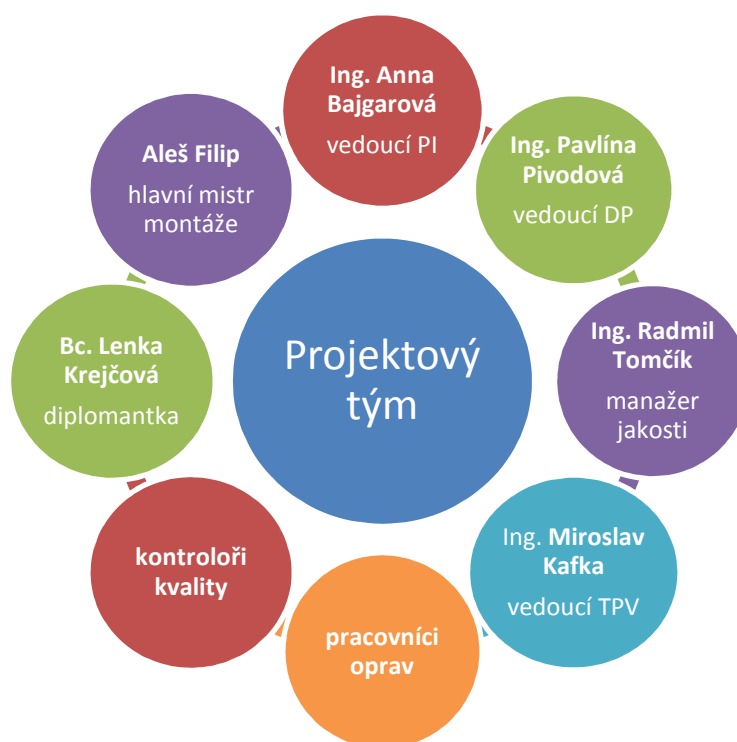 Ing. Anna
Bajgarová
vedoucí PI
Ing. Pavlína
Pivodová
vedoucí DP
Ing. Radmil
Tomčík
manažer
jakosti
Ing. Miroslav
Kafka
vedoucí TPV
pracovníci
oprav
kontroloři
kvality
Bc. Lenka
Krejčová
diplomantka
Aleš Filip
hlavní mistr
montáže
Projektový
tým